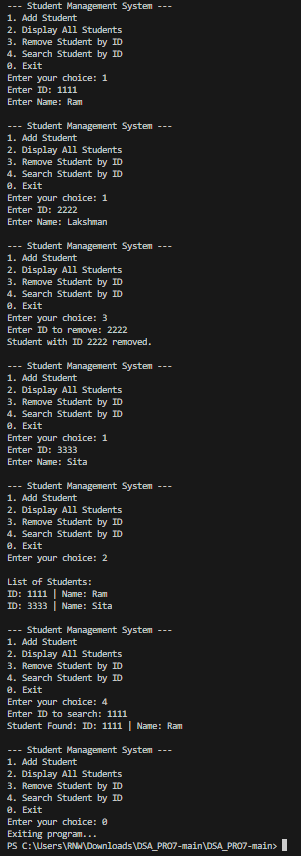 --- Student Management System ---
1. Add Student
2. Display All Students
3. Remove Student by ID
4. Search Student by ID
0. Exit
Enter your choice: 1
Enter ID: 1111
Enter Name: Ram

--- Student Management System ---
1. Add Student
2. Display All Students
3. Remove Student by ID
4. Search Student by ID
0. Exit
Enter your choice: 1
Enter ID: 2222
Enter Name: Lakshman

--- Student Management System ---
1. Add Student
2. Display All Students
3. Remove Student by ID
4. Search Student by ID
0. Exit
Enter your choice: 3
Enter ID to remove: 2222
Student with ID 2222 removed.

--- Student Management System ---
1. Add Student
2. Display All Students
3. Remove Student by ID
4. Search Student by ID
0. Exit
Enter your choice: 1
Enter ID: 3333
Enter Name: Sita

--- Student Management System ---
1. Add Student
2. Display All Students
3. Remove Student by ID
4. Search Student by ID
0. Exit
Enter your choice: 2

List of Students:
ID: 1111 | Name: Ram
ID: 3333 | Name: Sita

--- Student Management System ---
1. Add Student
2. Display All Students
3. Remove Student by ID
4. Search Student by ID
0. Exit
Enter your choice: 4
Enter ID to search: 1111
Student Found: ID: 1111 | Name: Ram

--- Student Management System ---
1. Add Student
2. Display All Students
3. Remove Student by ID
4. Search Student by ID
0. Exit
Enter your choice: 0
Exiting program...
PS C:\Users\RNW\Downloads\DSA_PRO7-main\DSA_PRO7-main>